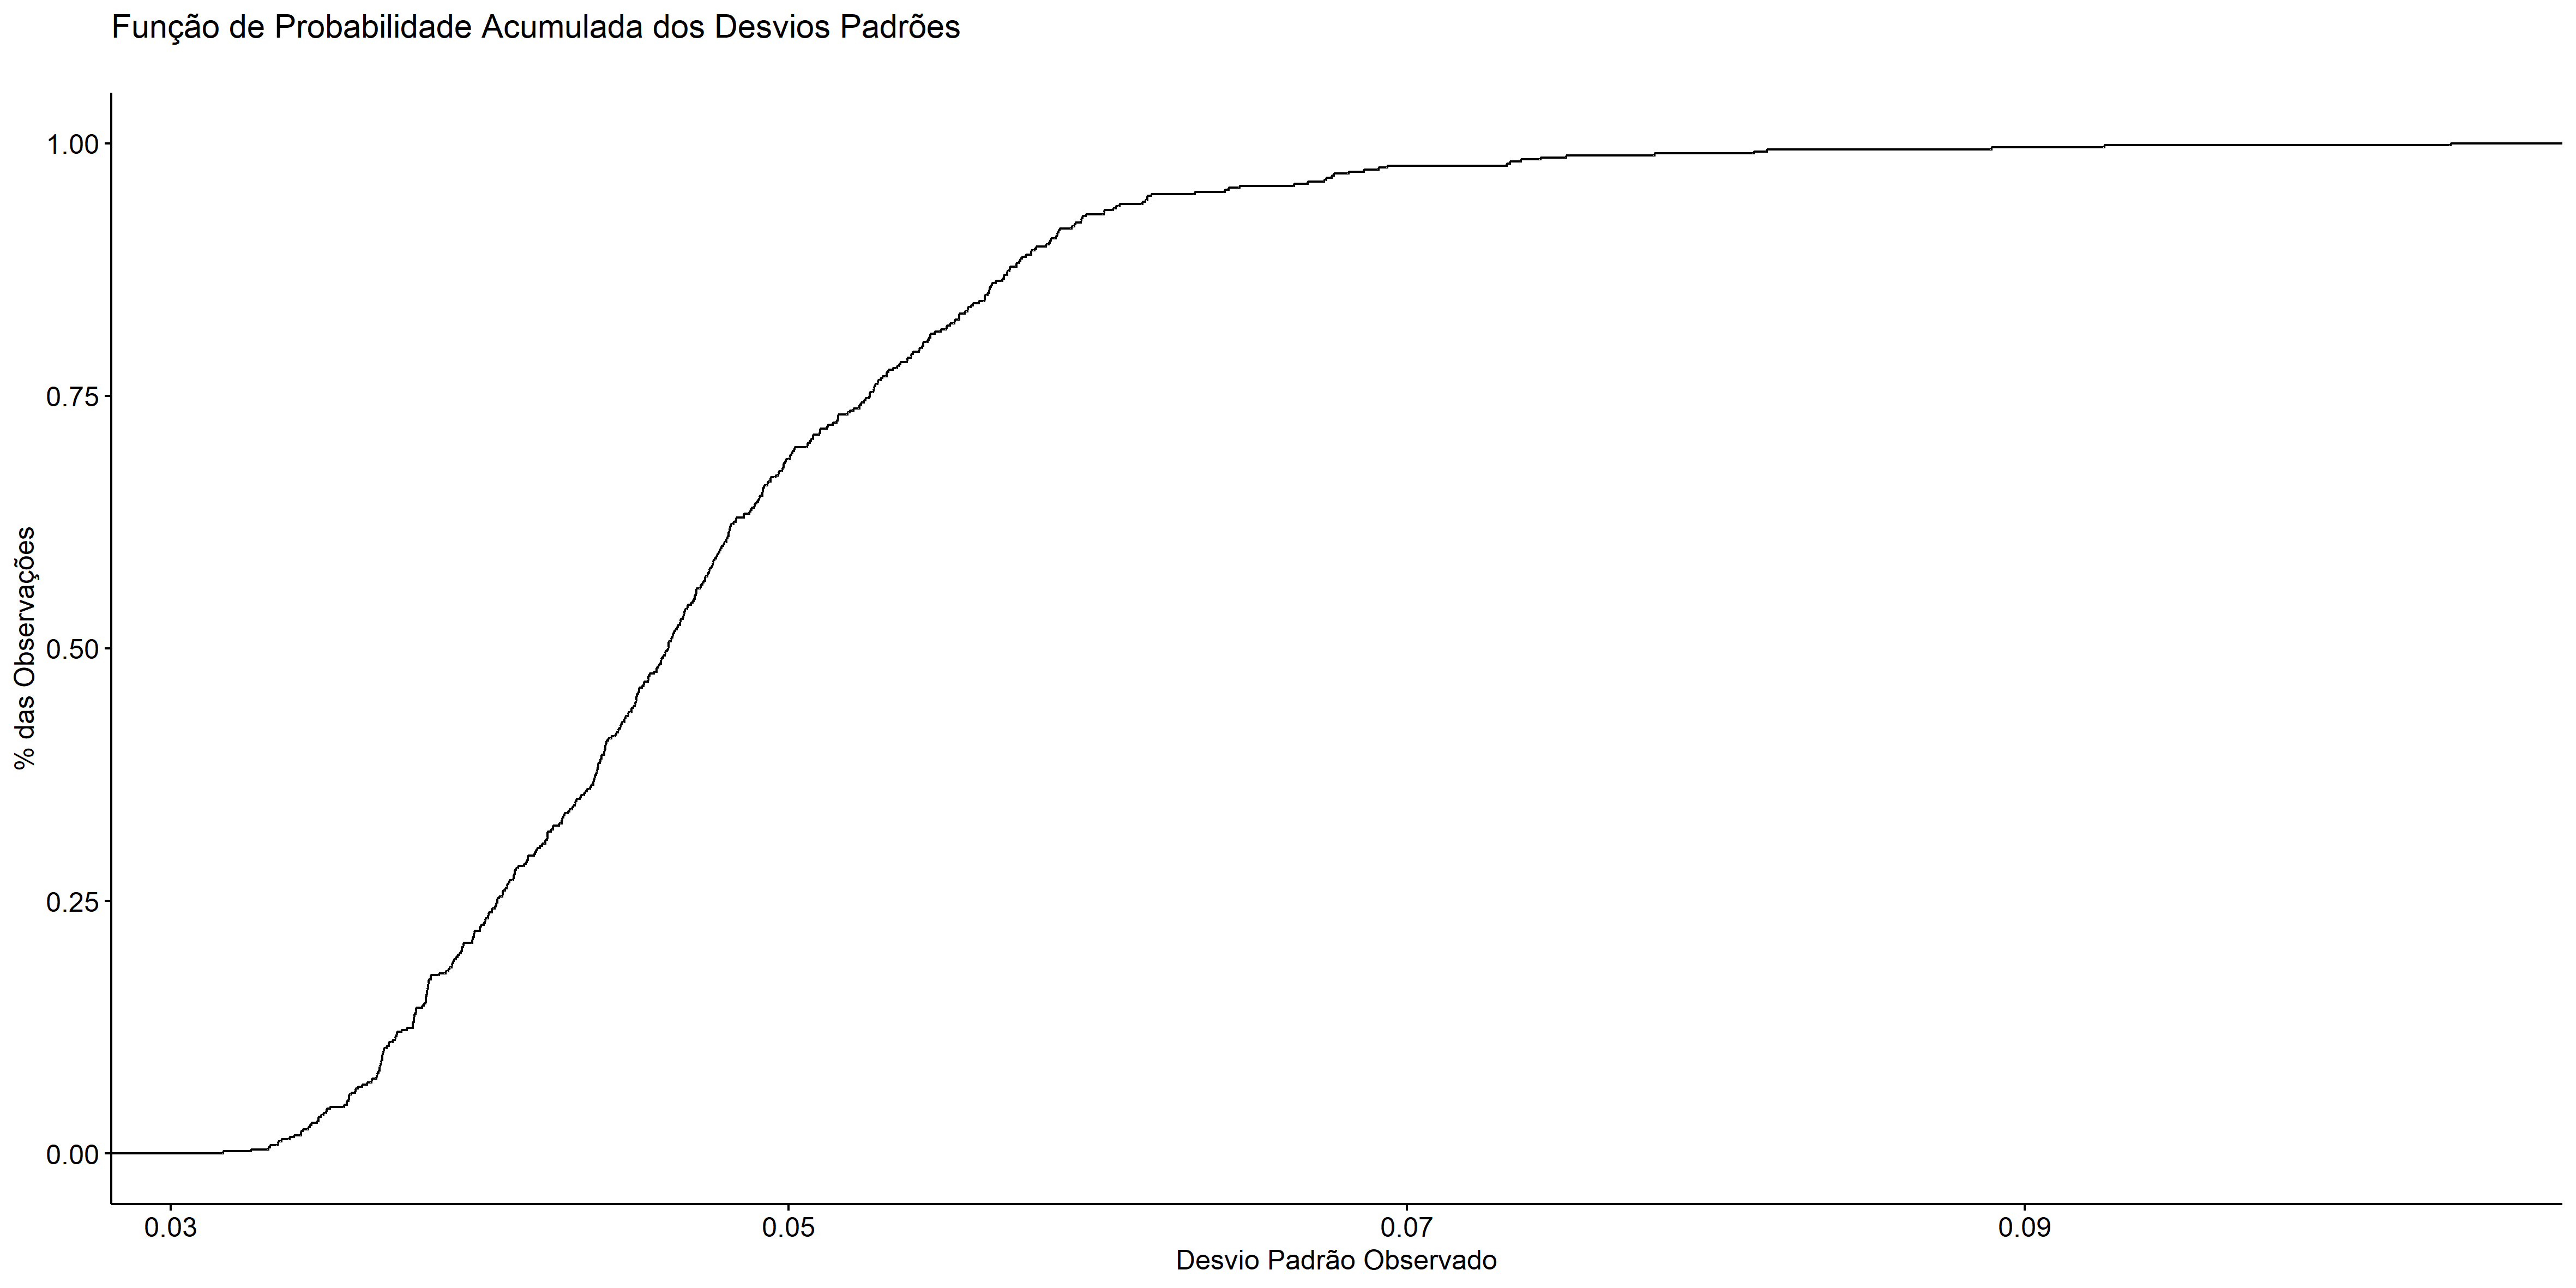 Função de Probabilidade Acumulada dos Desvios Padrões
1.00
0.75
0.50
0.25
0.00
% das Observações
0.03 0.05 0.07 0.09
Desvio Padrão Observado